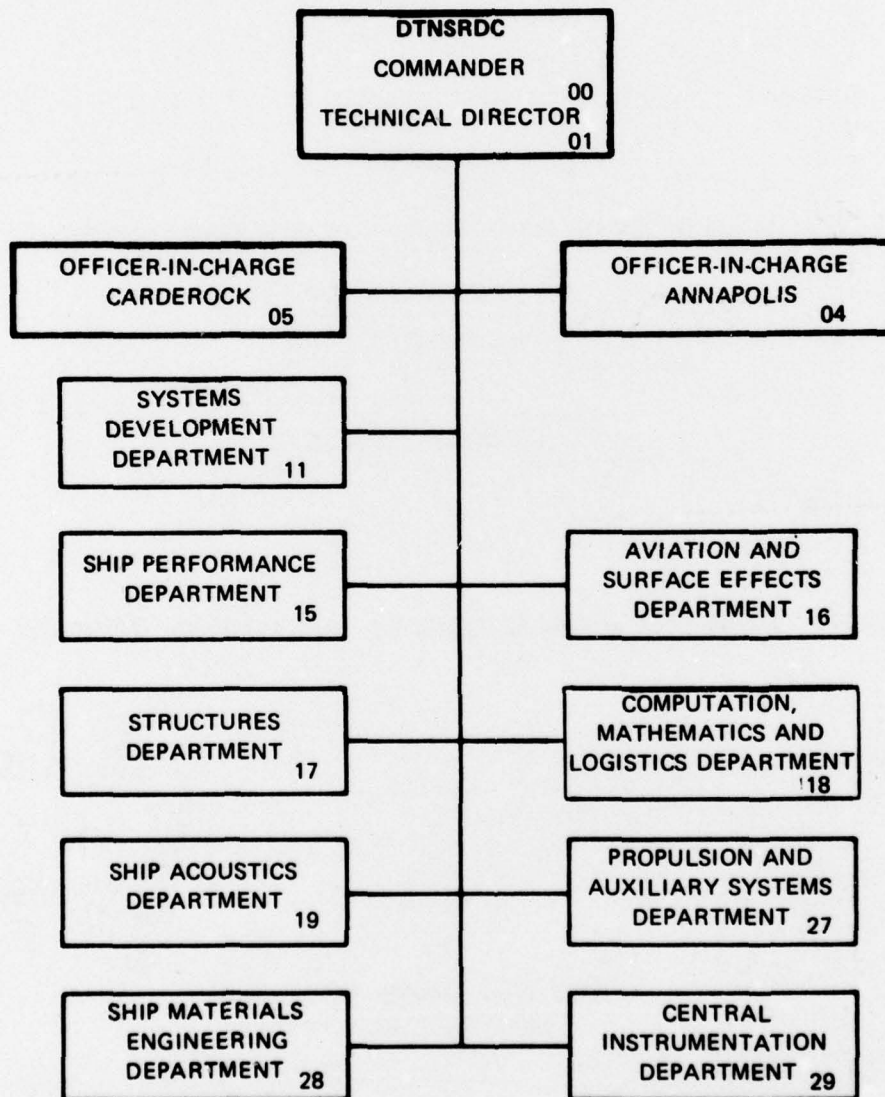 DTNSRDC
COMMANDER
00
TECHNICAL DIRECTOR
01
OFFICER-IN-CHARGE
CARDEROCK
05
OFFICER-IN-CHARGE
ANNAPOLIS
04
SYSTEMS
DEVELOPMENT
DEPARTMENT
11
SHIP PERFORMANCE
DEPARTMENT
15
AVIATION AND
SURFACE EFFECTS
DEPARTMENT
16
STRUCTURES
DEPARTMENT
17
COMPUTATION,
MATHEMATICS AND
LOGISTICS DEPARTMENT
18
SHIP ACOUSTICS
DEPARTMENT
19
PROPULSION AND
AUXILIARY SYSTEMS
DEPARTMENT
27
SHIP MATERIALS
ENGINEERING
DEPARTMENT
28
CENTRAL
INSTRUMENTATION
DEPARTMENT
29